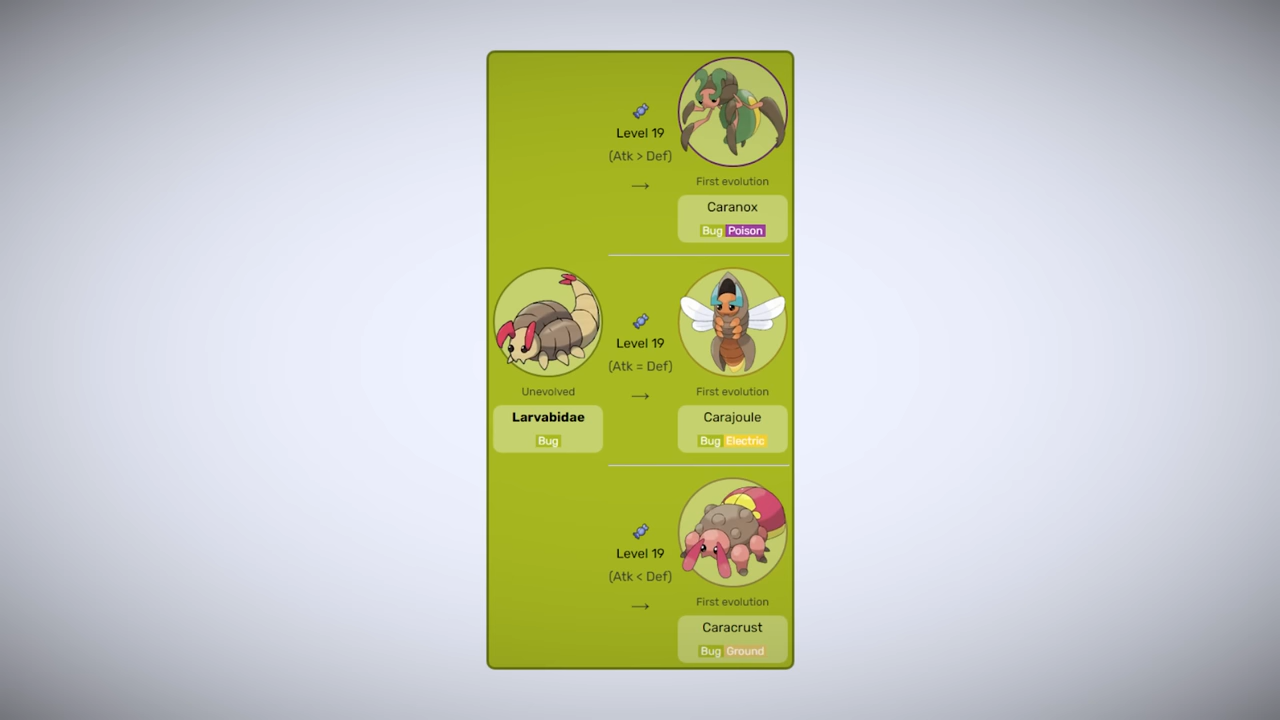 Level 19
(Atk > Def)
→
First evolution
Caranox
Bug Poison
Level 19
(Atk = Def)
→
Unevolved
First evolution
Larvabidae
Carajoule
Bug
Bug Electric
Level 19
(Atk < Def)
→
First evolution
Caracrust
Bug Ground